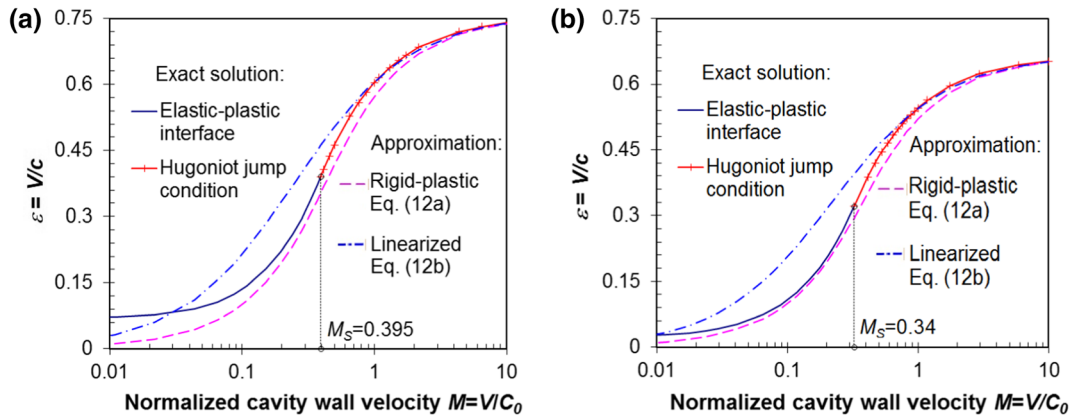 (a)
0.75
0.6
0.45
0.3
0.15
0
ε = V/c
Exact solution:
Elastic-plastic
interface
Hugoniot jump
condition
Approximation:
Rigid-plastic
Eq. (12a)
Linearized
Eq. (12b)
Ms=0.395
0.01
0.1
1
10
Normalized cavity wall velocity M=V/C0
(b)
0.75
0.6
0.45
0.3
0.15
0
ε = V/c
Exact solution:
Elastic-plastic
interface
Hugoniot jump
condition
Approximation:
Rigid-plastic
Eq. (12a)
Linearized
Eq. (12b)
Ms=0.34
0.01
0.1
1
10
Normalized cavity wall velocity M=V/C0